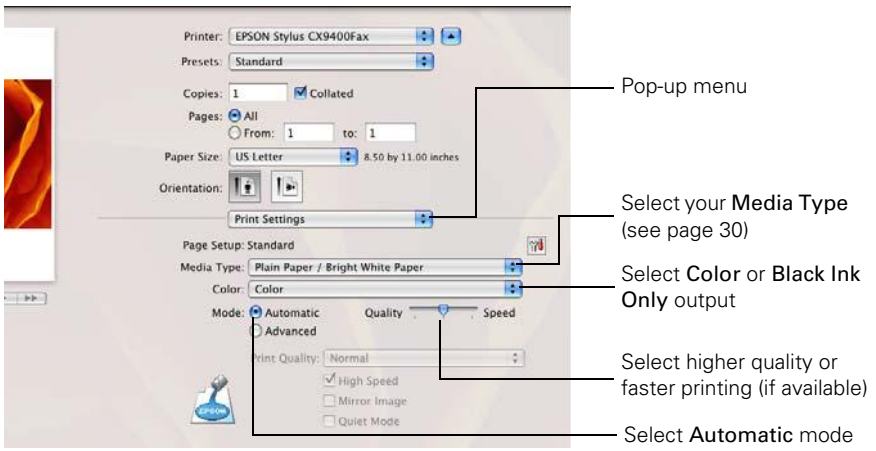 Printer: EPSON Stylus CX9400Fax
Presets: Standard
Copies: 1 Collated
Pages: All
From: 1 to: 1
Paper Size: US Letter 8.50 by 11.00 inches
Orientation:
Print Settings
Page Setup: Standard
Media Type: Plain Paper / Bright White Paper
Color: Color
Mode: Automatic Quality Speed
Advanced
Print Quality: Normal
High Speed
Mirror Image
Quiet Mode
EPSON
Pop-up menu
Select your Media Type
(see page 30)
Select Color or Black Ink
Only output
Select higher quality or
faster printing (if available)
Select Automatic mode